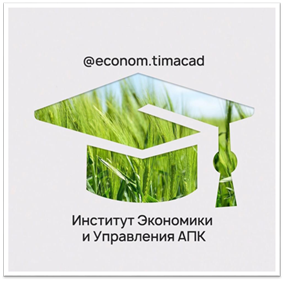 @econom.timacad
Институт Экономики
и Управления АПК